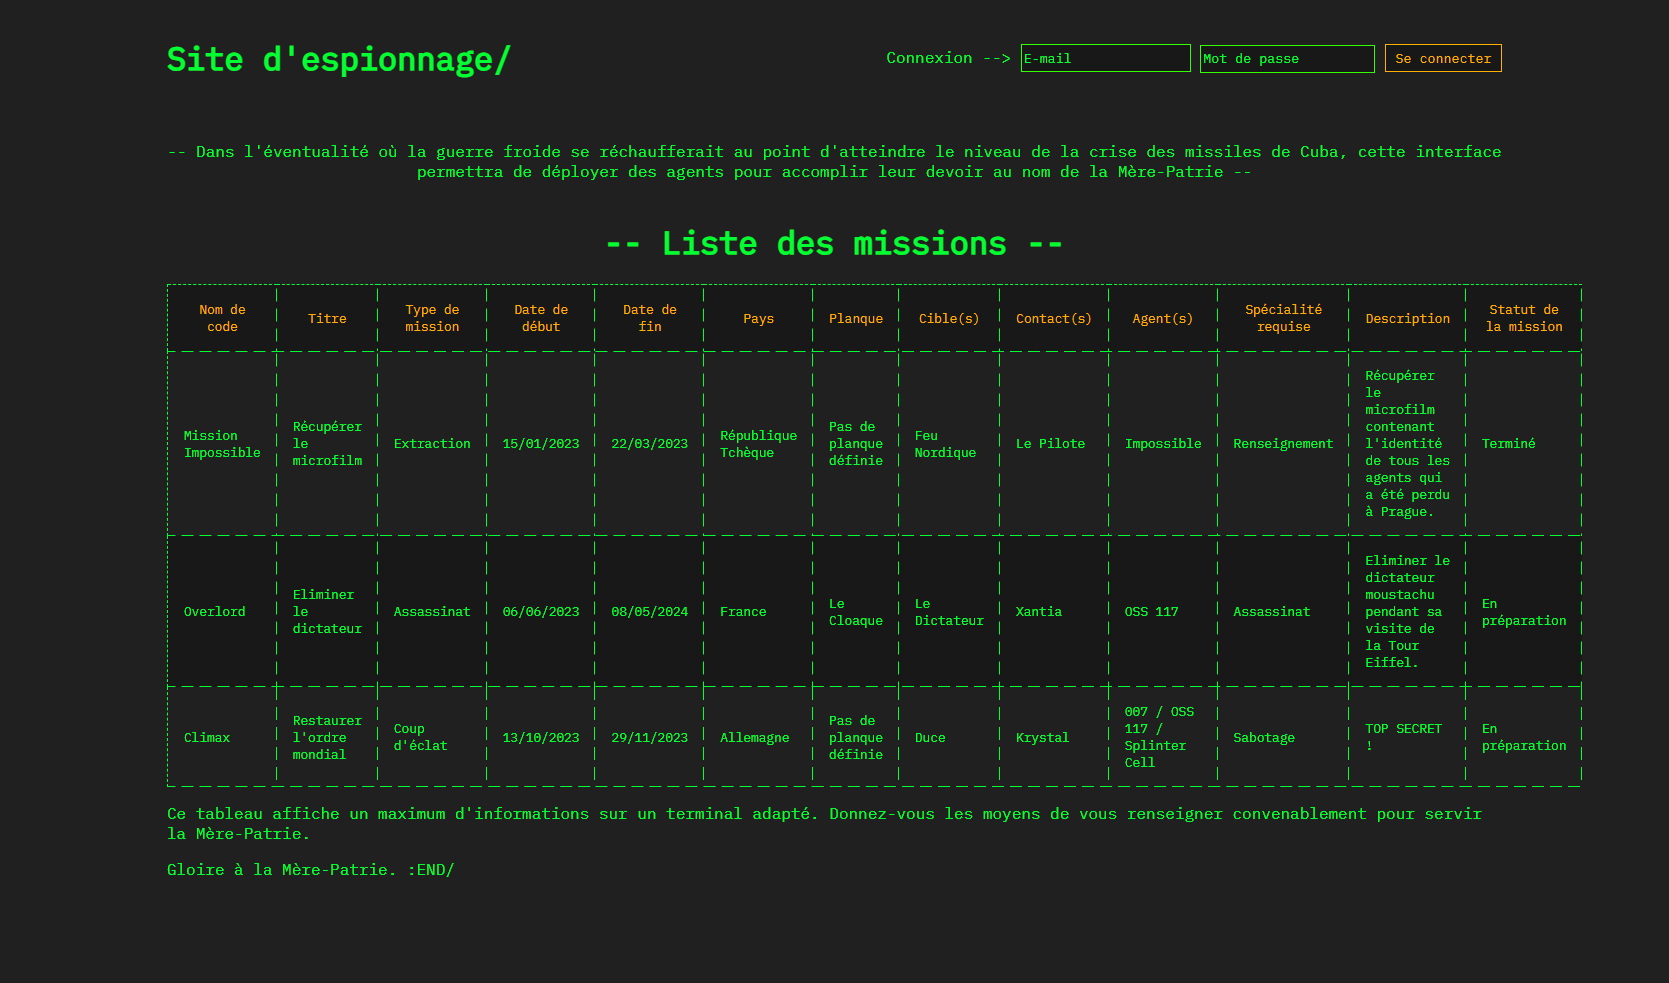 Site d'espionnage/
Connexion --> E-mail Mot de passe Se connecter
-- Dans l'éventualité où la guerre froide se réchaufferait au point d'atteindre le niveau de la crise des missiles de Cuba, cette interface
permettra de déployer des agents pour accomplir leur devoir au nom de la Mère-Patrie --
-- Liste des missions --
Nom de
code
Titre
Type de
mission
Date de
début
Date de
fin
Pays
Planque
Cible(s)
Contact(s)
Agent(s)
Spécialité
requise
Description
Statut de
la mission
Mission
Impossible
Récupérer
le
microfilm
Extraction
15/01/2023
22/03/2023
République
Tchèque
Pas de
planque
définie
Feu
Nordique
Le Pilote
Impossible
Renseignement
Récupérer
le
microfilm
contenant
l'identité
de tous les
agents qui
a été perdu
à Prague.
Terminé
Overlord
Eliminer
le
dictateur
Assassinat
06/06/2023
08/05/2024
France
Le
Cloaque
Le
Dictateur
Xantia
OSS 117
Assassinat
Eliminer le
dictateur
moustachu
pendant sa
visite de
la Tour
Eiffel.
En
préparation
Climax
Restaurer
l'ordre
mondial
Coup
d'éclat
13/10/2023
29/11/2023
Allemagne
Pas de
planque
définie
Duce
Krystal
007 / OSS
117 /
Splinter
Cell
Sabotage
TOP SECRET
!
En
préparation
Ce tableau affiche un maximum d'informations sur un terminal adapté. Donnez-vous les moyens de vous renseigner convenablement pour servir
la Mère-Patrie.
Gloire à la Mère-Patrie. :END/